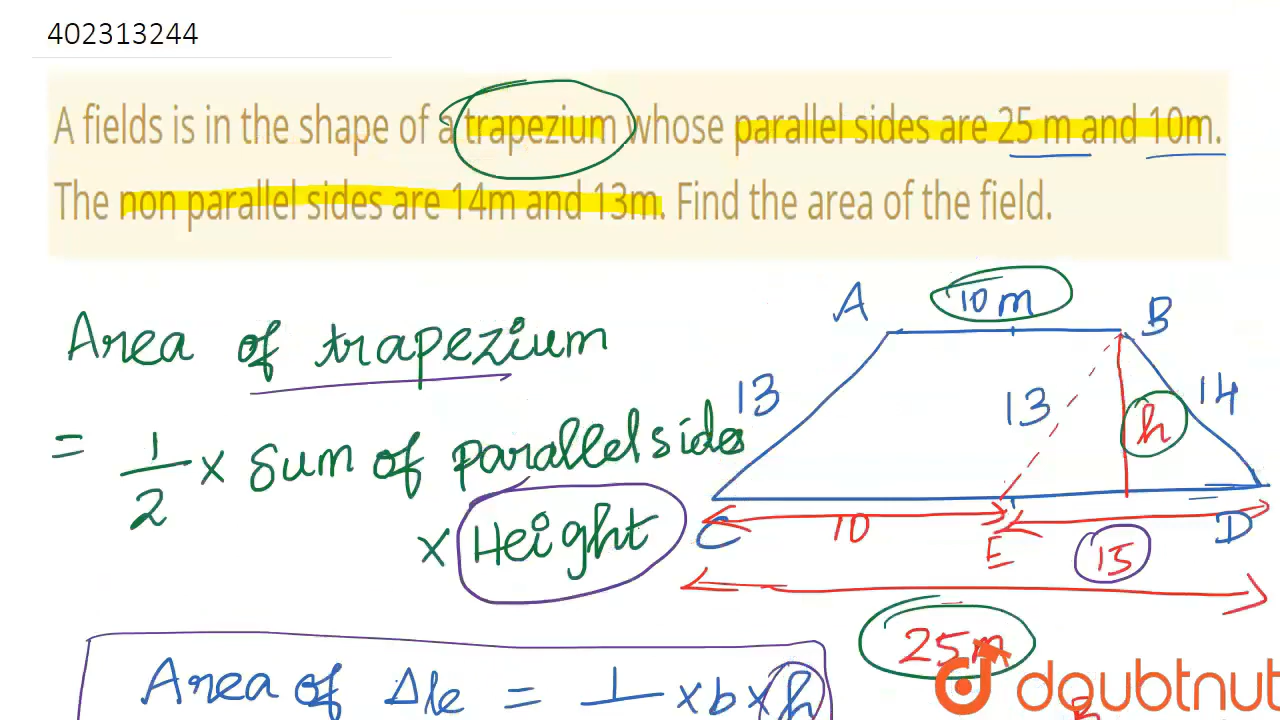 402313244
A fields is in the shape of a trapezium whose parallel sides are 25 m and 10m.
The non parallel sides are 14m and 13m. Find the area of the field.
Area of trapezium
= 1/2 × Sum of parallel sides
× Height
A 10m B
13 13 h 14
C 10 E 15 D
25m
Area of Δle = 1 × b × h
doubtnut
B